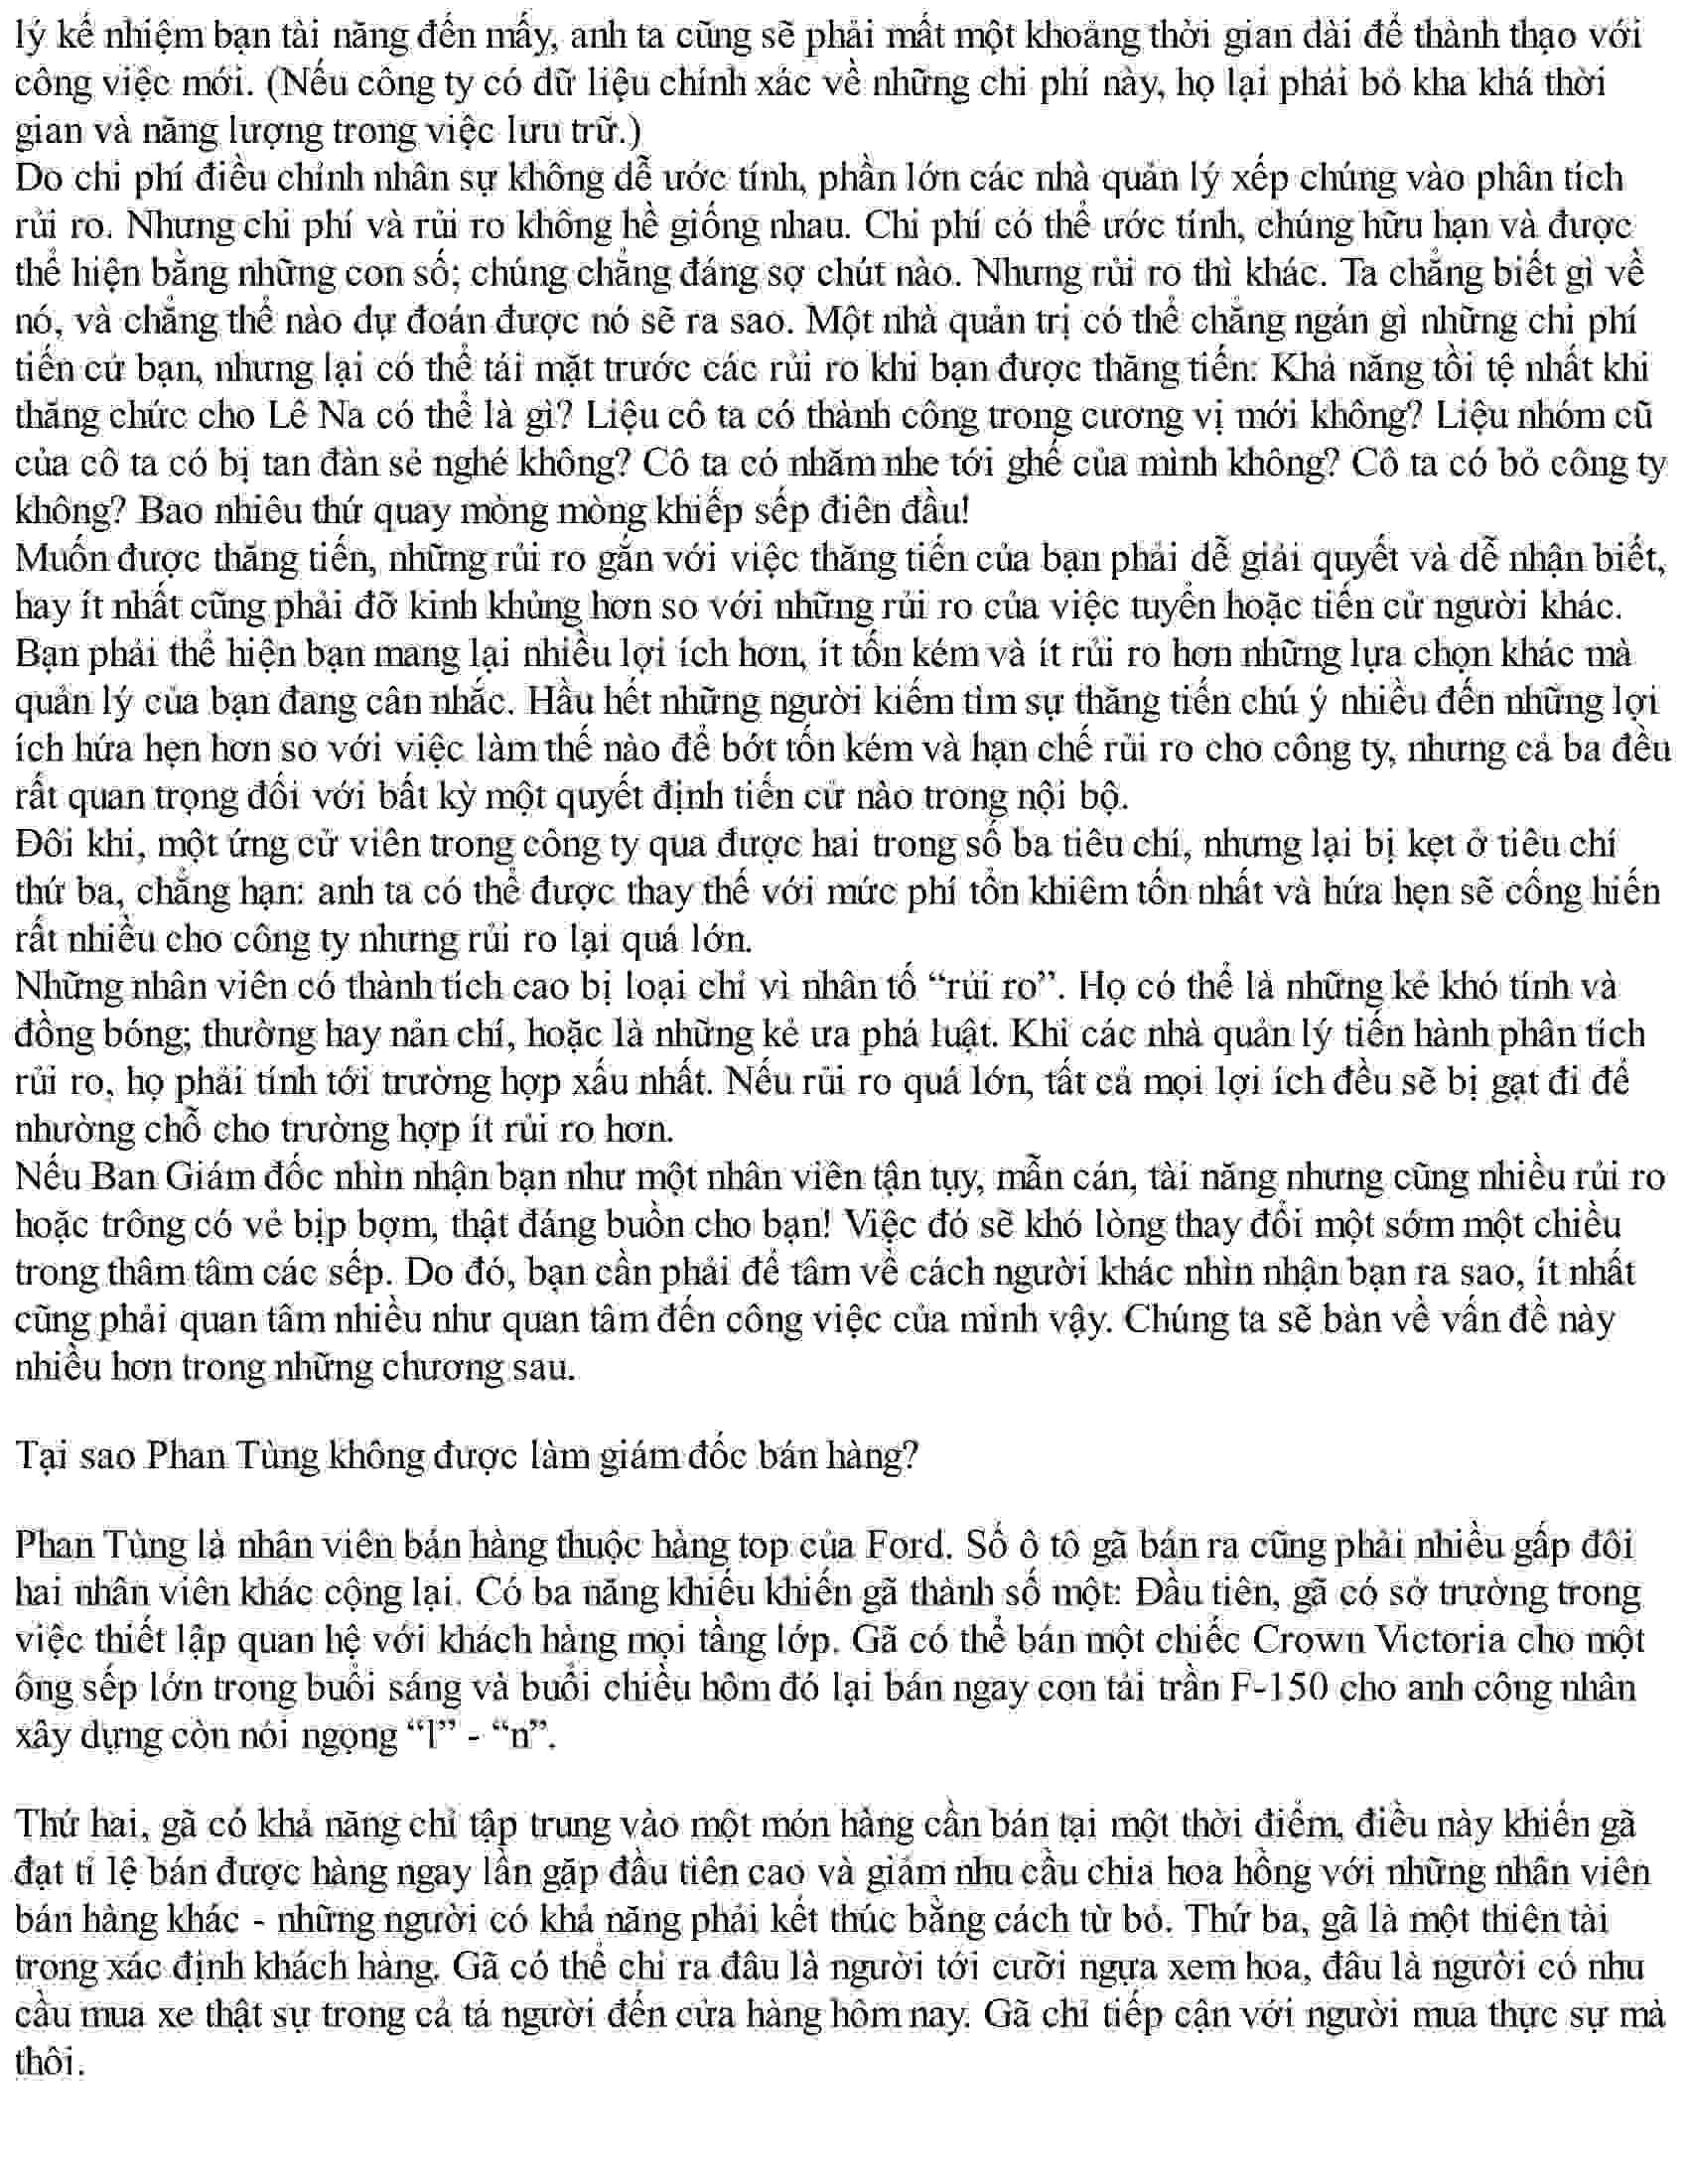 lý kế nhiệm bạn tài năng đến mấy, anh ta cũng sẽ phải mất một khoảng thời gian dài để thành thạo với
công việc mới. (Nếu công ty có dữ liệu chính xác về những chi phí này, họ lại phải bỏ kha khá thời
gian và năng lượng trong việc lưu trữ.)
Do chi phí điều chỉnh nhân sự không dễ ước tính, phần lớn các nhà quản lý xếp chúng vào phân tích
rủi ro. Nhưng chi phí và rủi ro không hề giống nhau. Chi phí có thể ước tính, chúng hữu hạn và được
thể hiện bằng những con số; chúng chẳng đáng sợ chút nào. Nhưng rủi ro thì khác. Ta chẳng biết gì về
nó, và chẳng thể nào dự đoán được nó sẽ ra sao. Một nhà quản trị có thể chẳng ngán gì những chi phí
tiến cử bạn, nhưng lại có thể tái mặt trước các rủi ro khi bạn được thăng tiến: Khả năng tồi tệ nhất khi
thăng chức cho Lê Na có thể là gì? Liệu cô ta có thành công trong cương vị mới không? Liệu nhóm cũ
của cô ta có bị tan đàn sẻ nghé không? Cô ta có nhăm nhe tới ghế của mình không? Cô ta có bỏ công ty
không? Bao nhiêu thứ quay mòng mòng khiếp sếp điên đầu!
Muốn được thăng tiến, những rủi ro gắn với việc thăng tiến của bạn phải dễ giải quyết và dễ nhận biết,
hay ít nhất cũng phải đỡ kinh khủng hơn so với những rủi ro của việc tuyển hoặc tiến cử người khác.
Bạn phải thể hiện bạn mang lại nhiều lợi ích hơn, ít tốn kém và ít rủi ro hơn những lựa chọn khác mà
quản lý của bạn đang cân nhắc. Hầu hết những người kiếm tìm sự thăng tiến chú ý nhiều đến những lợi
ích hứa hẹn hơn so với việc làm thế nào để bớt tốn kém và hạn chế rủi ro cho công ty, nhưng cả ba đều
rất quan trọng đối với bất kỳ một quyết định tiến cử nào trong nội bộ.
Đôi khi, một ứng cử viên trong công ty qua được hai trong số ba tiêu chí, nhưng lại bị kẹt ở tiêu chí
thứ ba, chẳng hạn: anh ta có thể được thay thế với mức phí tổn khiêm tốn nhất và hứa hẹn sẽ cống hiến
rất nhiều cho công ty nhưng rủi ro lại quá lớn.
Những nhân viên có thành tích cao bị loại chỉ vì nhân tố “rủi ro”. Họ có thể là những kẻ khó tính và
đồng bóng; thường hay nản chí, hoặc là những kẻ ưa phá luật. Khi các nhà quản lý tiến hành phân tích
rủi ro, họ phải tính tới trường hợp xấu nhất. Nếu rủi ro quá lớn, tất cả mọi lợi ích đều sẽ bị gạt đi để
nhường chỗ cho trường hợp ít rủi ro hơn.
Nếu Ban Giám đốc nhìn nhận bạn như một nhân viên tận tụy, mẫn cán, tài năng nhưng cũng nhiều rủi ro
hoặc trông có vẻ bịp bợm, thật đáng buồn cho bạn! Việc đó sẽ khó lòng thay đổi một sớm một chiều
trong thâm tâm các sếp. Do đó, bạn cần phải để tâm về cách người khác nhìn nhận bạn ra sao, ít nhất
cũng phải quan tâm nhiều như quan tâm đến công việc của mình vậy. Chúng ta sẽ bàn về vấn đề này
nhiều hơn trong những chương sau.
Tại sao Phan Tùng không được làm giám đốc bán hàng?
Phan Tùng là nhân viên bán hàng thuộc hàng top của Ford. Số ô tô gã bán ra cũng phải nhiều gấp đôi
hai nhân viên khác cộng lại. Có ba năng khiếu khiến gã thành số một: Đầu tiên, gã có sở trường trong
việc thiết lập quan hệ với khách hàng mọi tầng lớp. Gã có thể bán một chiếc Crown Victoria cho một
ông sếp lớn trong buổi sáng và buổi chiều hôm đó lại bán ngay con tải trần F-150 cho anh công nhân
xây dựng còn nói ngọng “l” - “n”.
Thứ hai, gã có khả năng chỉ tập trung vào một món hàng cần bán tại một thời điểm, điều này khiến gã
đạt tỉ lệ bán được hàng ngay lần gặp đầu tiên cao và giảm nhu cầu chia hoa hồng với những nhân viên
bán hàng khác - những người có khả năng phải kết thúc bằng cách từ bỏ. Thứ ba, gã là một thiên tài
trong xác định khách hàng. Gã có thể chỉ ra đâu là người tới cưỡi ngựa xem hoa, đâu là người có nhu
cầu mua xe thật sự trong cả tá người đến cửa hàng hôm nay. Gã chỉ tiếp cận với người mua thực sự mà
thôi.